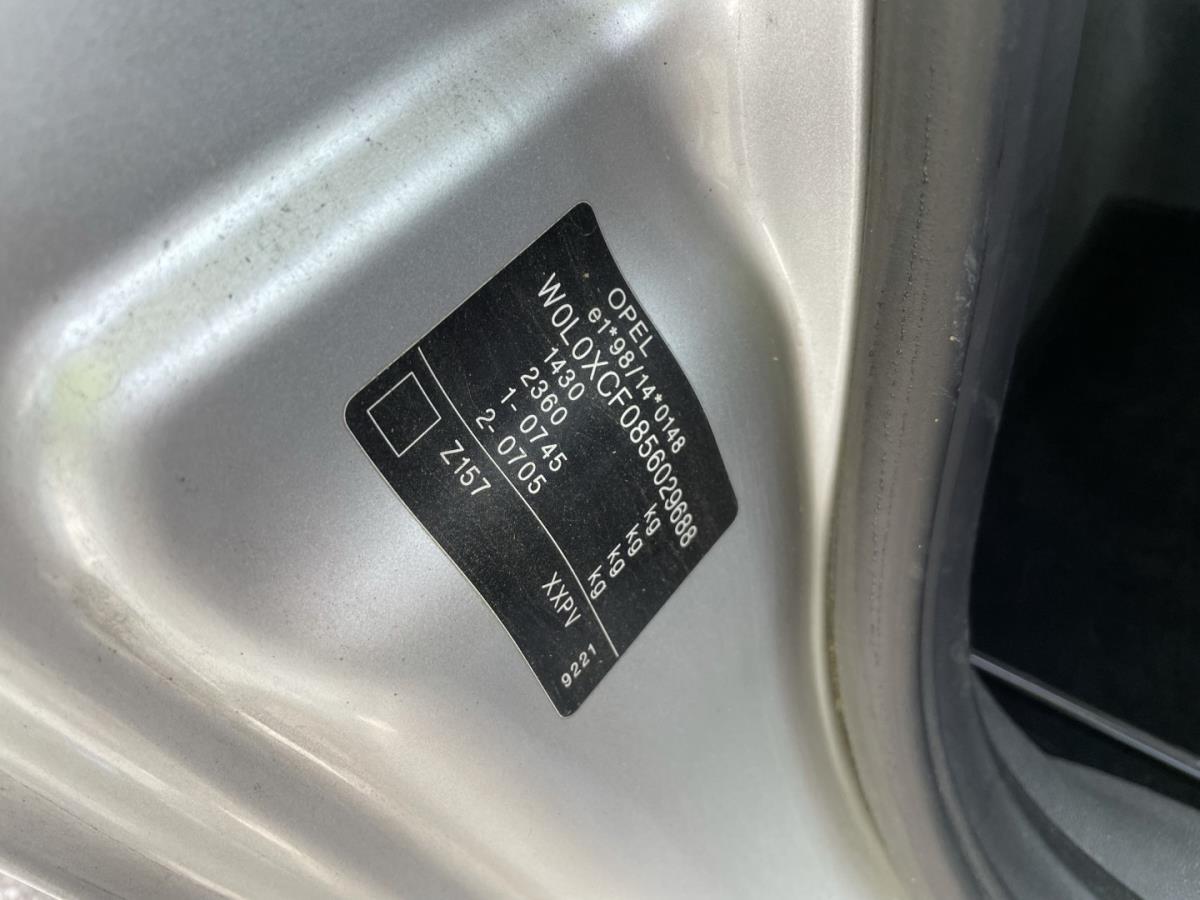 OPEL
e1*98/14*0148
W0L0XCF0856029688
1430 kg
2360 kg
1- 0745 kg
2- 0705 kg
Z157 XXPV 9221